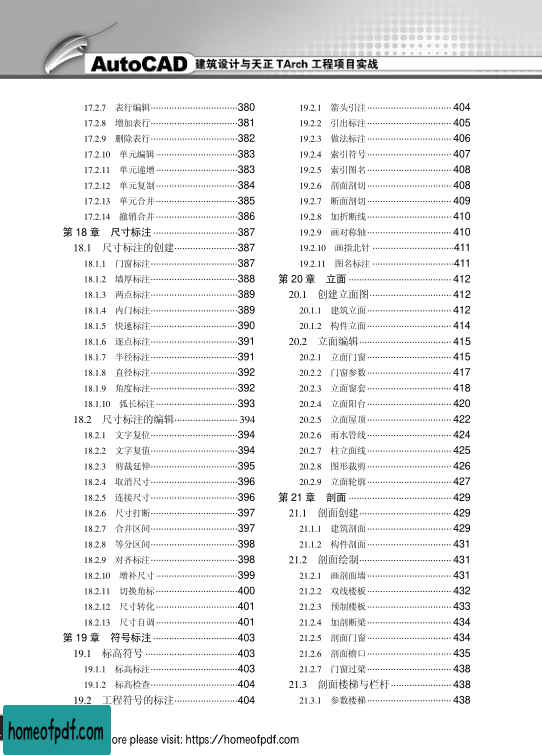 AutoCAD 建筑设计与天正 TArch 工程项目实战
17.2.7 表行编辑································380
17.2.8 增加表行································381
17.2.9 删除表行································382
17.2.10 单元编辑······························383
17.2.11 单元递增······························383
17.2.12 单元复制······························384
17.2.13 单元合并······························385
17.2.14 撤销合并······························386
第 18 章 尺寸标注································387
18.1 尺寸标注的创建························387
18.1.1 门窗标注································387
18.1.2 墙厚标注································388
18.1.3 两点标注································389
18.1.4 内门标注································389
18.1.5 快速标注································390
18.1.6 逐点标注································391
18.1.7 半径标注································391
18.1.8 直径标注································392
18.1.9 角度标注································392
18.1.10 弧长标注······························393
18.2 尺寸标注的编辑························394
18.2.1 文字复位································394
18.2.2 文字复值································394
18.2.3 剪裁延伸································395
18.2.4 取消尺寸································396
18.2.5 连接尺寸································396
18.2.6 尺寸打断································397
18.2.7 合并区间································397
18.2.8 等分区间································398
18.2.9 对齐标注································398
18.2.10 增补尺寸······························399
18.2.11 切换角标······························400
18.2.12 尺寸转化······························401
18.2.13 尺寸自调······························401
第 19 章 符号标注································403
19.1 标高符号··································403
19.1.1 标高标注································403
19.1.2 标高检查································404
19.2 工程符号的标注························404
19.2.1 箭头引注································404
19.2.2 引出标注································405
19.2.3 做法标注································406
19.2.4 索引符号································407
19.2.5 索引图名································408
19.2.6 剖面剖切································408
19.2.7 断面剖切································409
19.2.8 加折断线································410
19.2.9 画对称轴································410
19.2.10 画指北针······························411
19.2.11 图名标注······························411
第 20 章 立面······································412
20.1 创建立面图······························412
20.1.1 建筑立面································412
20.1.2 构件立面································414
20.2 立面编辑··································415
20.2.1 立面门窗································415
20.2.2 门窗参数································417
20.2.3 立面窗套································418
20.2.4 立面阳台································420
20.2.5 立面屋顶································422
20.2.6 雨水管线································424
20.2.7 柱立面线································425
20.2.8 图形裁剪································426
20.2.9 立面轮廓································427
第 21 章 剖面······································429
21.1 剖面创建··································429
21.1.1 建筑剖面································429
21.1.2 构件剖面································431
21.2 剖面绘制··································431
21.2.1 画剖面墙································431
21.2.2 双线楼板································432
21.2.3 预制楼板································433
21.2.4 加剖断梁································434
21.2.5 剖面门窗································434
21.2.6 剖面檐口································435
21.2.7 门窗过梁································438
21.3 剖面楼梯与栏杆························438
21.3.1 参数楼梯································438
homeofpdf.com
ore please visit: https://homeofpdf.com